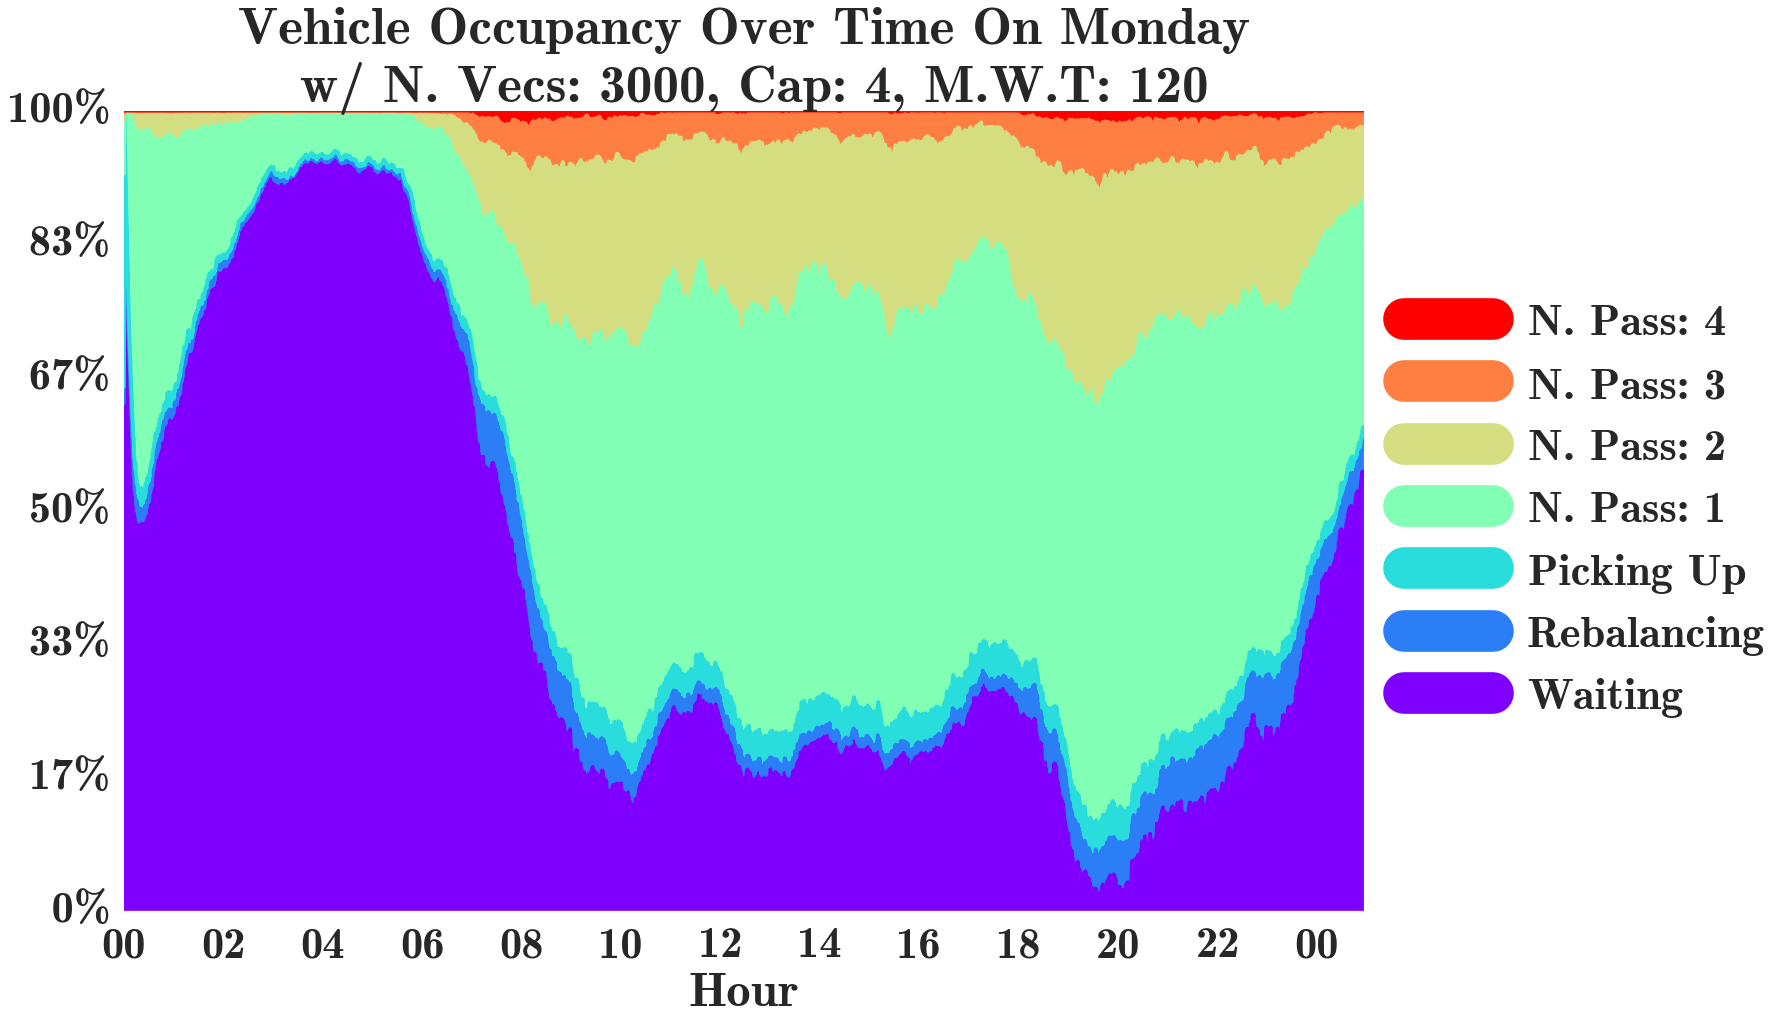 Vehicle Occupancy Over Time On Monday
w/ N. Vecs: 3000, Cap: 4, M.W.T: 120
100%
83%
67%
50%
33%
17%
0%
00 02 04 06 08 10 12 14 16 18 20 22 00
Hour
N. Pass: 4
N. Pass: 3
N. Pass: 2
N. Pass: 1
Picking Up
Rebalancing
Waiting